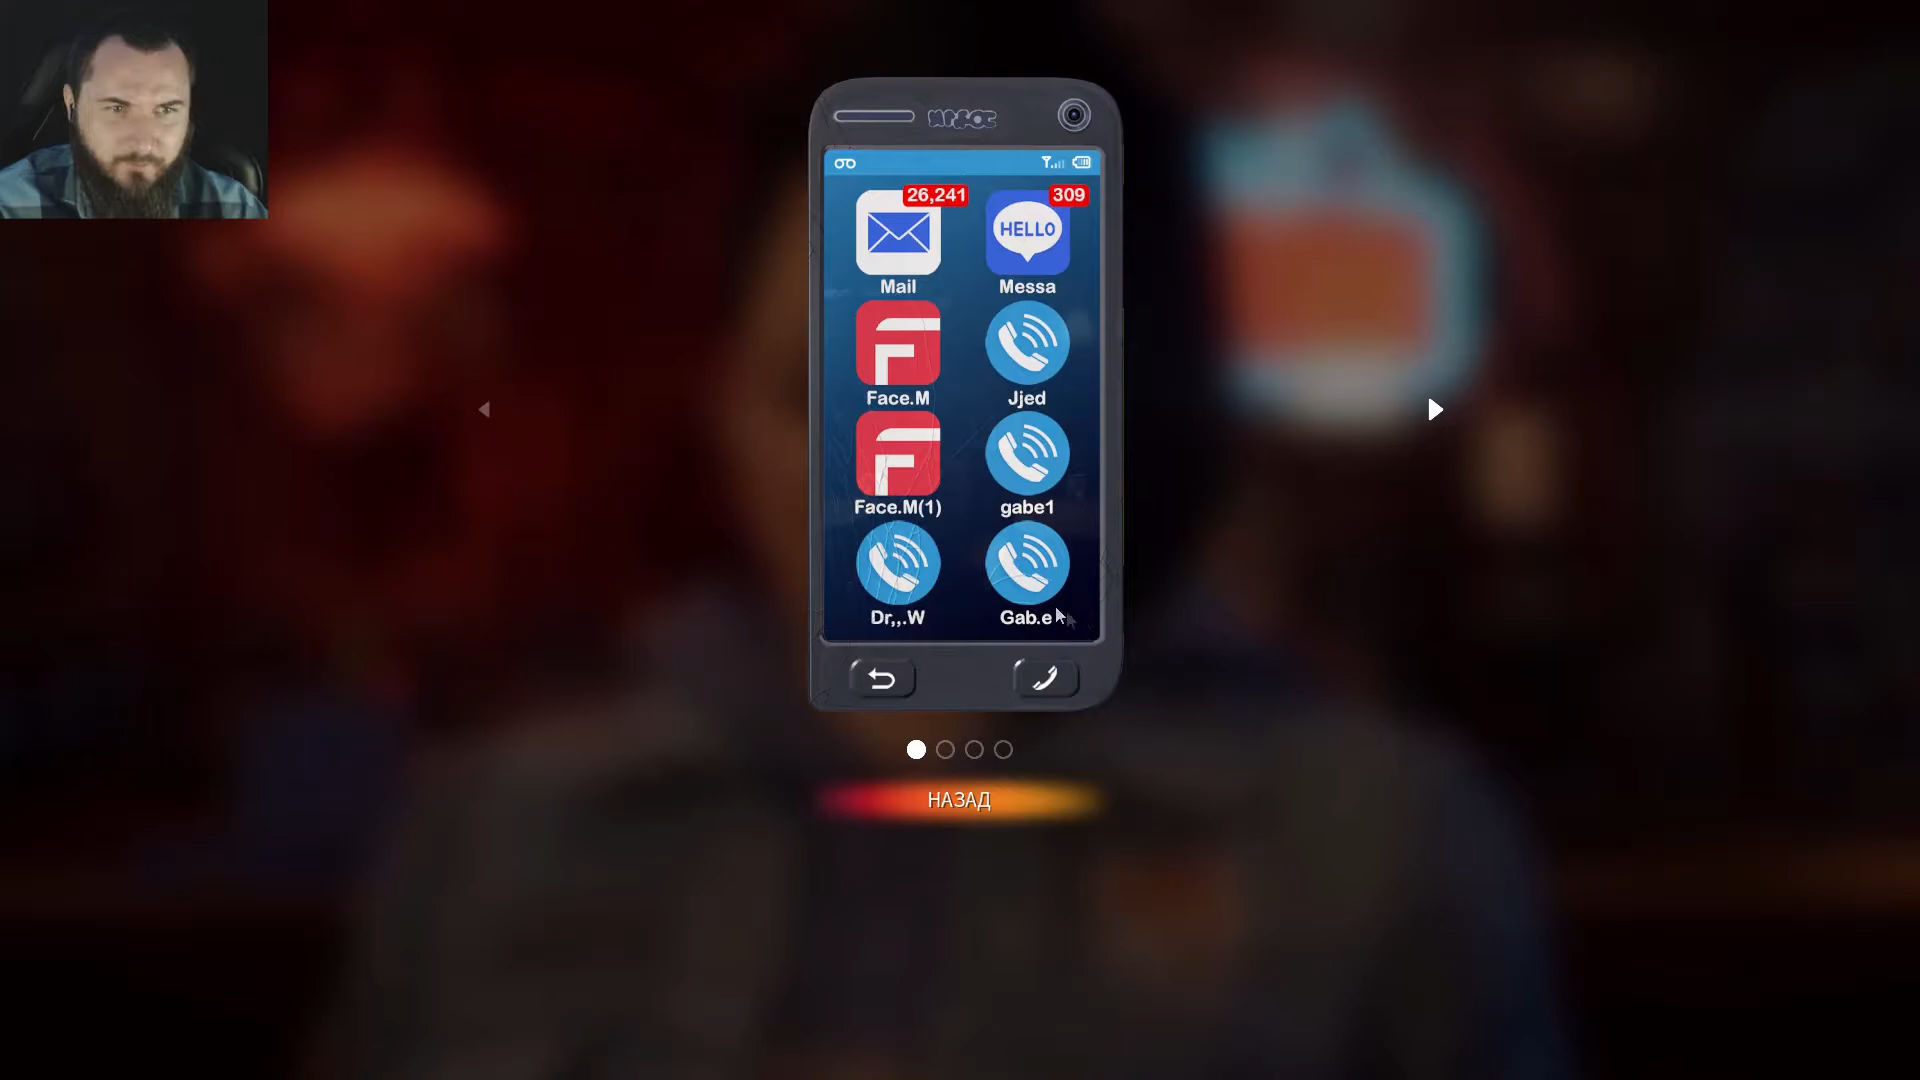 26,241
309
HELLO
Mail
Messa
Face.M
Jjed
Face.M(1)
gabe1
Dr,,.W
Gab.e
НАЗАД